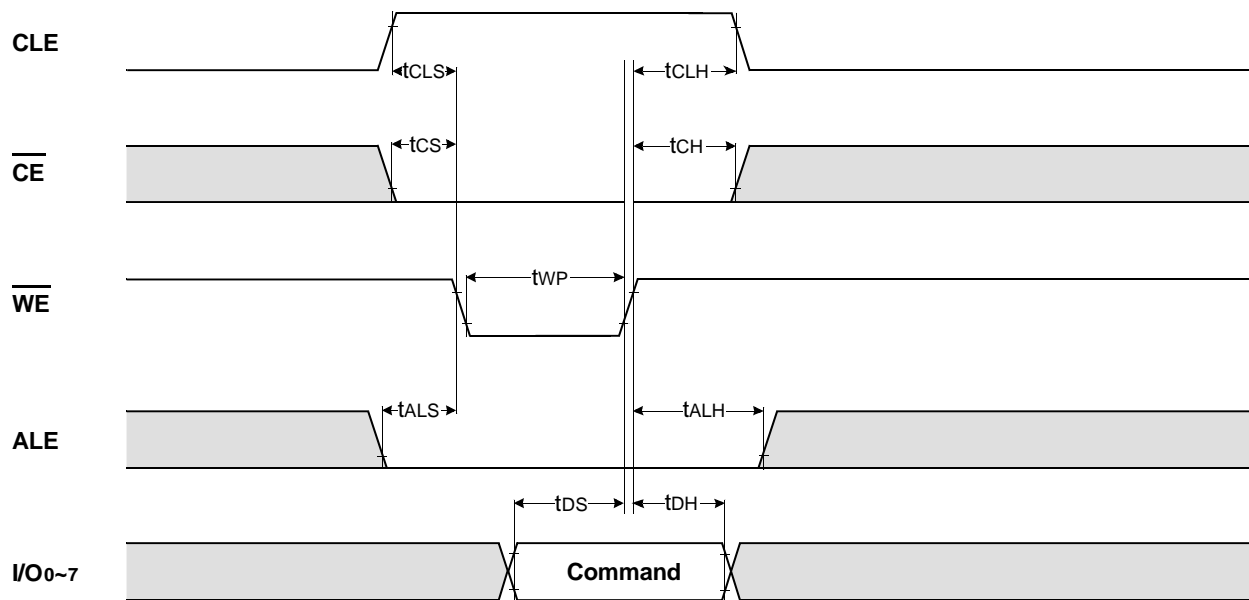 CLE
tCLS
tCLH
CE
tCS
tCH
WE
tWP
ALE
tALS
tALH
I/O0~7
tDS
tDH
Command